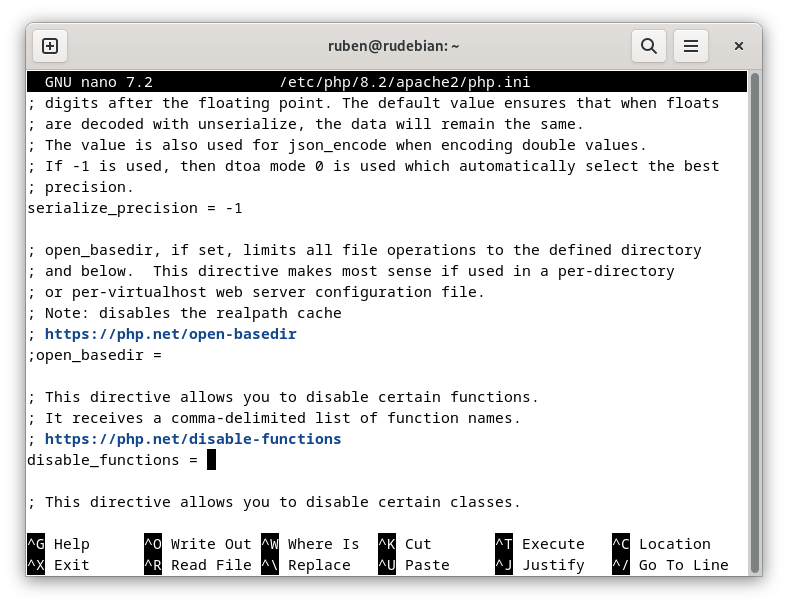 ruben@rudebian: ~
GNU nano 7.2 /etc/php/8.2/apache2/php.ini
; digits after the floating point. The default value ensures that when floats
; are decoded with unserialize, the data will remain the same.
; The value is also used for json_encode when encoding double values.
; If -1 is used, then dtoa mode 0 is used which automatically select the best
; precision.
serialize_precision = -1
; open_basedir, if set, limits all file operations to the defined directory
; and below.  This directive makes most sense if used in a per-directory
; or per-virtualhost web server configuration file.
; Note: disables the realpath cache
; https://php.net/open-basedir
;open_basedir =
; This directive allows you to disable certain functions.
; It receives a comma-delimited list of function names.
; https://php.net/disable-functions
disable_functions =
; This directive allows you to disable certain classes.
^G Help ^O Write Out ^W Where Is ^K Cut ^T Execute ^C Location
^X Exit ^R Read File ^\ Replace ^U Paste ^J Justify ^/ Go To Line